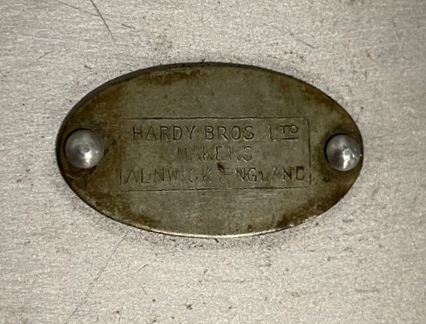 HARDY BROS LTD
MAKERS
ALNWICK ENGLAND